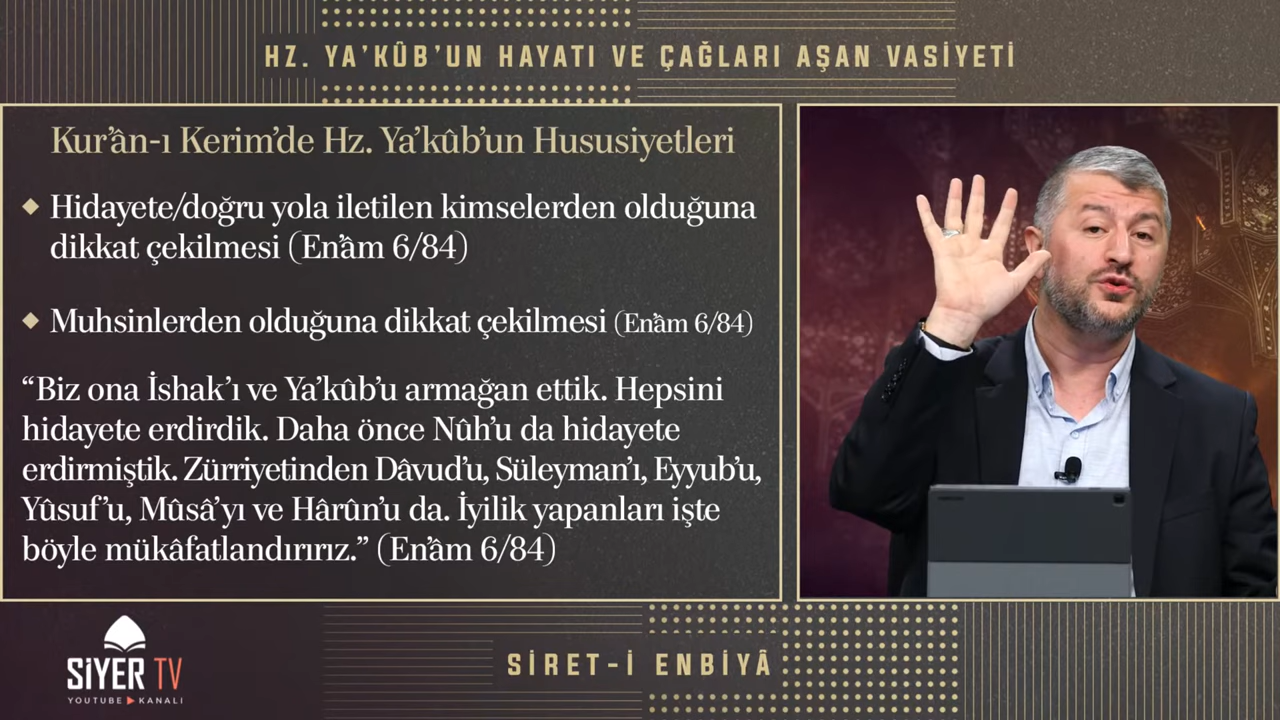 HZ. YA'KÛB'UN HAYATI VE ÇAĞLARI AŞAN VASİYETİ
Kur'ân-ı Kerim'de Hz. Ya'kûb'un Hususiyetleri
Hidayete/doğru yola iletilen kimselerden olduğuna
dikkat çekilmesi (En'âm 6/84)
Muhsinlerden olduğuna dikkat çekilmesi (En'âm 6/84)
“Biz ona İshak'ı ve Ya'kûb'u armağan ettik. Hepsini
hidayete erdirdik. Daha önce Nûh'u da hidayete
erdirmiştik. Zürriyetinden Dâvud'u, Süleyman'ı, Eyyub'u,
Yûsuf'u, Mûsâ'yı ve Hârûn'u da. İyilik yapanları işte
böyle mükâfatlandırırız.” (En'âm 6/84)
SİYER TV
YOUTUBE KANALI
SİRET-İ ENBİYÂ